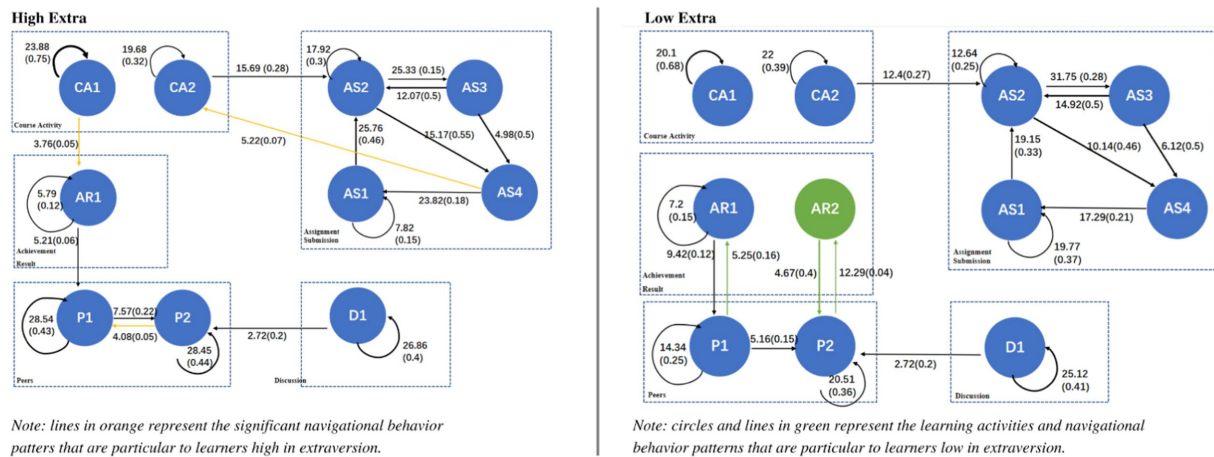 High Extra
23.88
(0.75)
19.68
(0.32)
CA1
CA2
15.69 (0.28)
Course Activity
17.92
(0.3)
AS2
25.33 (0.15)
12.07(0.5)
AS3
25.76
(0.46)
15.17(0.55)
4.98(0.5)
5.22(0.07)
AS1
23.82(0.18)
AS4
7.82
(0.15)
Assignment
Submission
3.76(0.05)
5.79
(0.12)
AR1
5.21(0.06)
Achievement
Result
28.54
(0.43)
P1
7.57(0.22)
4.08(0.05)
P2
28.45
(0.44)
Peers
2.72(0.2)
D1
26.86
(0.4)
Discussion
Note: lines in orange represent the significant navigational behavior
patters that are particular to learners high in extraversion.
Low Extra
20.1
(0.68)
22
(0.39)
CA1
CA2
12.4(0.27)
Course Activity
12.64
(0.25)
AS2
31.75 (0.28)
14.92(0.5)
AS3
19.15
(0.33)
10.14(0.46)
6.12(0.5)
AS1
17.29(0.21)
AS4
19.77
(0.37)
Assignment
Submission
7.2
(0.15)
AR1
AR2
9.42(0.12)
5.25(0.16)
4.67(0.4)
12.29(0.04)
Achievement
Result
14.34
(0.25)
P1
5.16(0.15)
P2
20.51
(0.36)
Peers
2.72(0.2)
D1
25.12
(0.41)
Discussion
Note: circles and lines in green represent the learning activities and navigational
behavior patterns that are particular to learners low in extraversion.